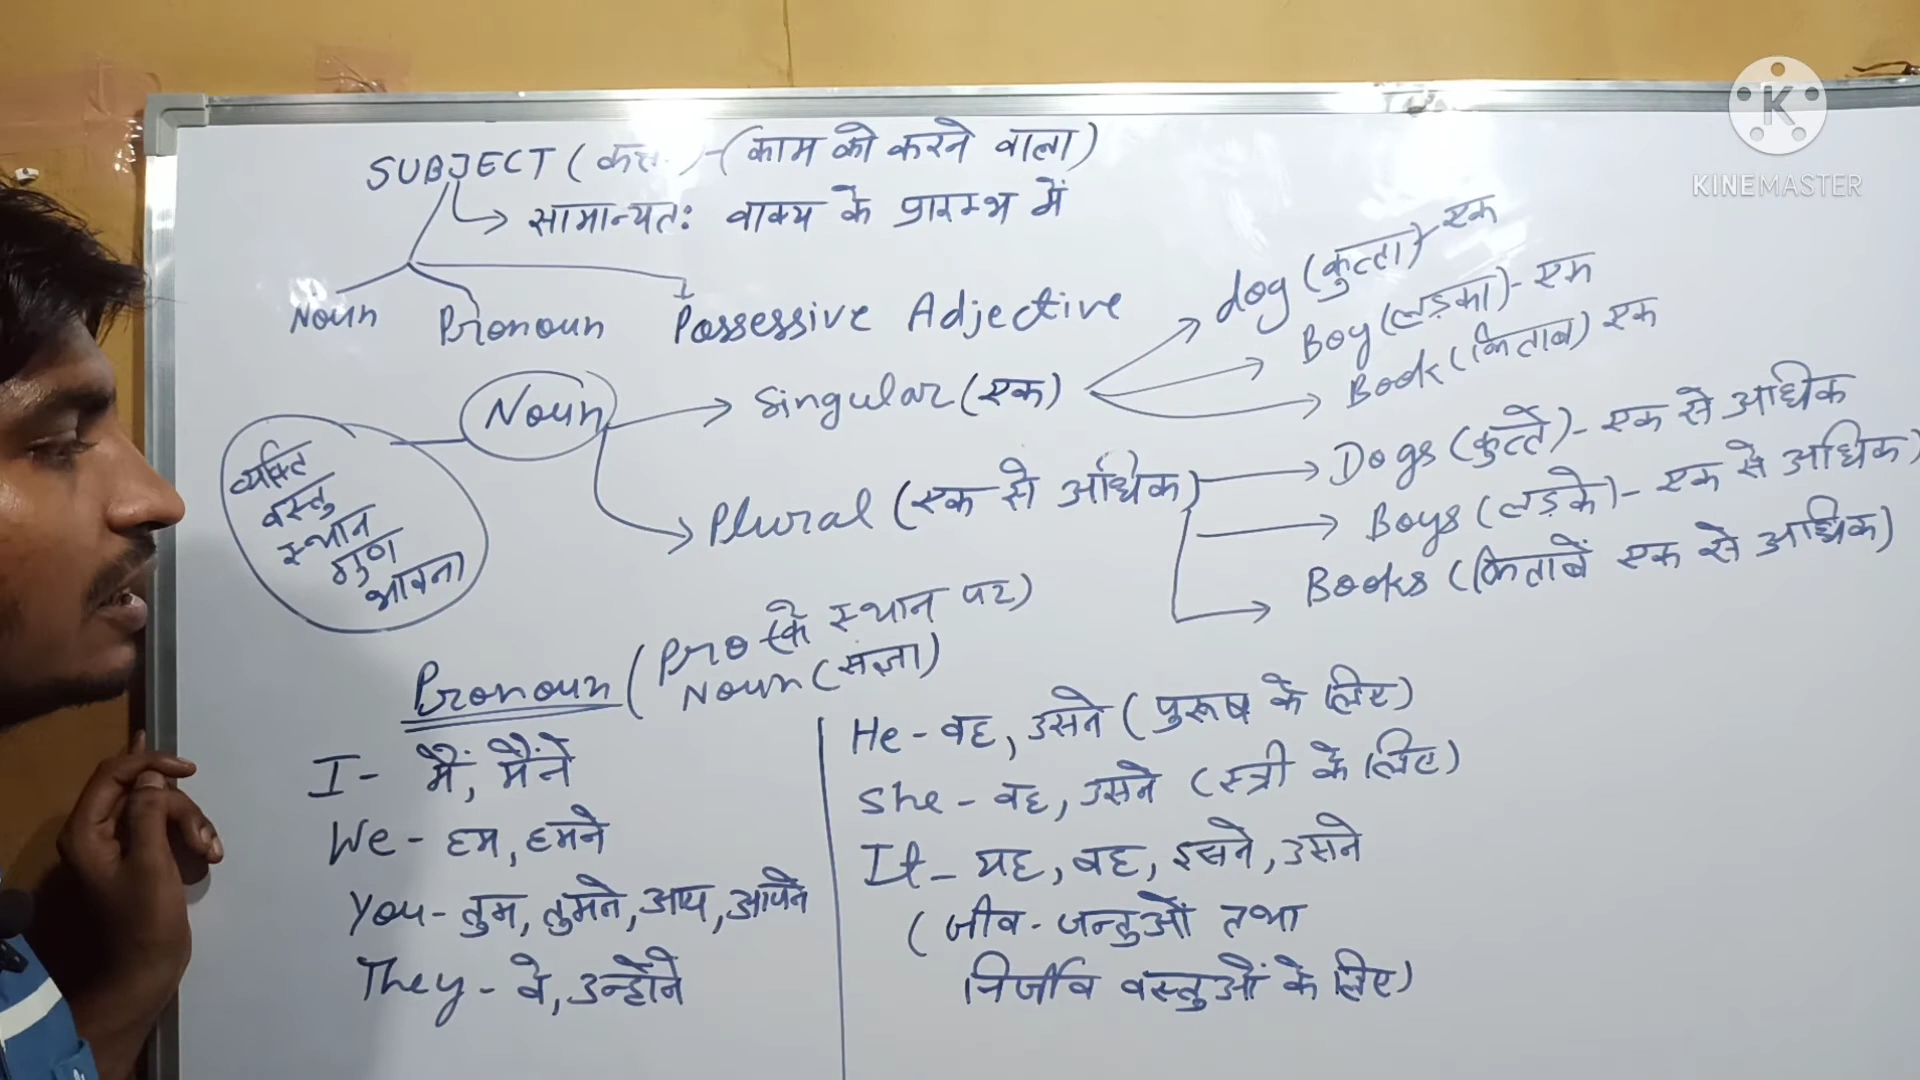 SUBJECT (कर्त्ता) - (काम को करने वाला)
सामान्यतः वाक्य के प्रारम्भ में
Noun Pronoun Possessive Adjective
Noun
व्यक्ति
वस्तु
स्थान
गुण
भावना
Singular (एक)
dog (कुत्ता) - एक
Boy (लड़का) - एक
Book (किताब) एक
Plural (एक से अधिक)
Dogs (कुत्ते) - एक से अधिक
Boys (लड़के) - एक से अधिक)
Books (किताबें एक से अधिक)
Pronoun (Pro (के स्थान पर)
Noun (संज्ञा)
I - मैं, मैंने
We - हम, हमने
You - तुम, तुमने, आप, आपने
They - वे, उन्होंने
He - वह, उसने (पुरूष के लिए)
She - वह, उसने (स्त्री के लिए)
It - यह, वह, इसने, उसने
(जीव - जन्तुओं तथा
निर्जीव वस्तुओं के लिए)
K
KINEMASTER